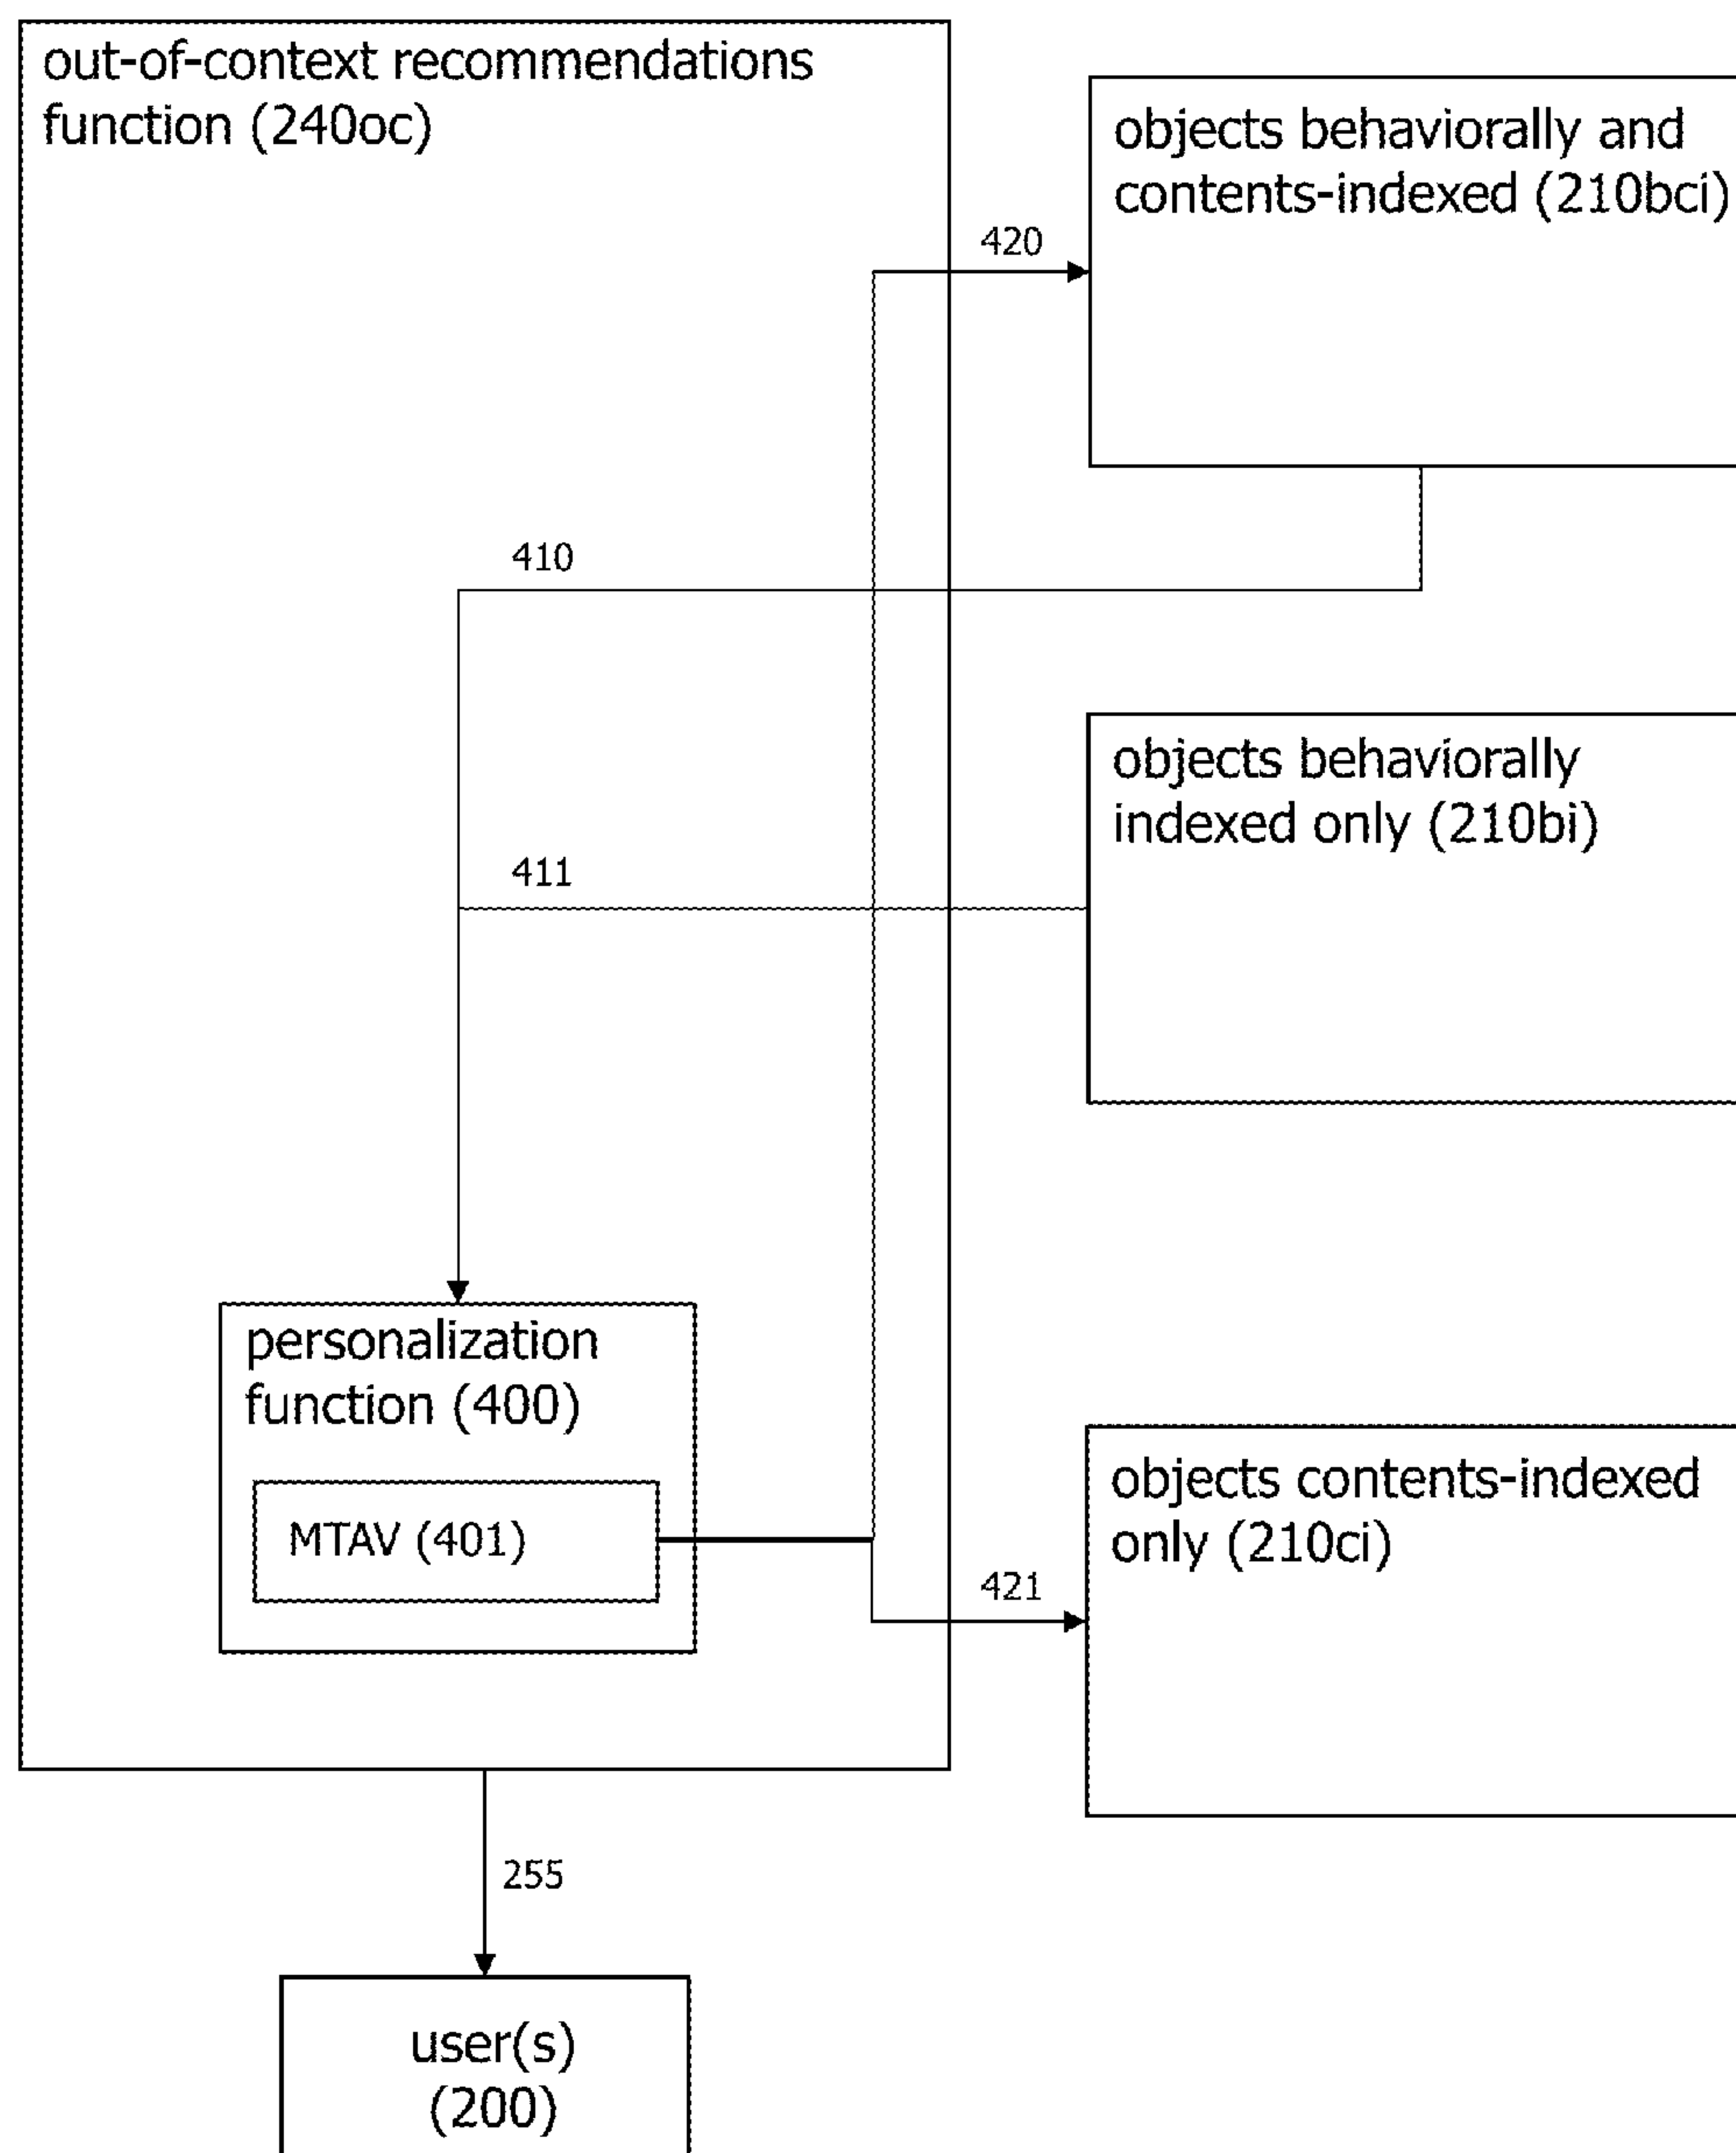 out-of-context recommendations
function (240oc)
objects behaviorally and
contents-indexed (210bci)
420
410
objects behaviorally
indexed only (210bi)
411
personalization
function (400)
MTAV (401)
objects contents-indexed
only (210ci)
421
255
user(s)
(200)